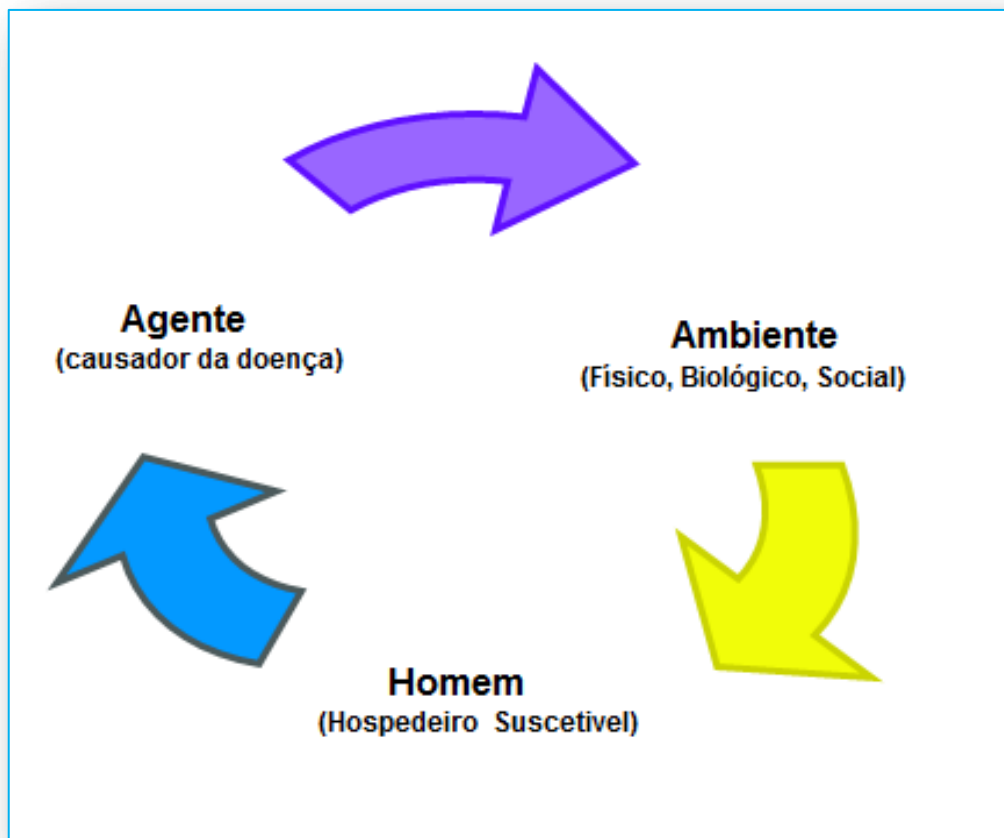 Agente
(causador da doença)
Ambiente
(Físico, Biológico, Social)
Homem
(Hospedeiro Suscetivel)